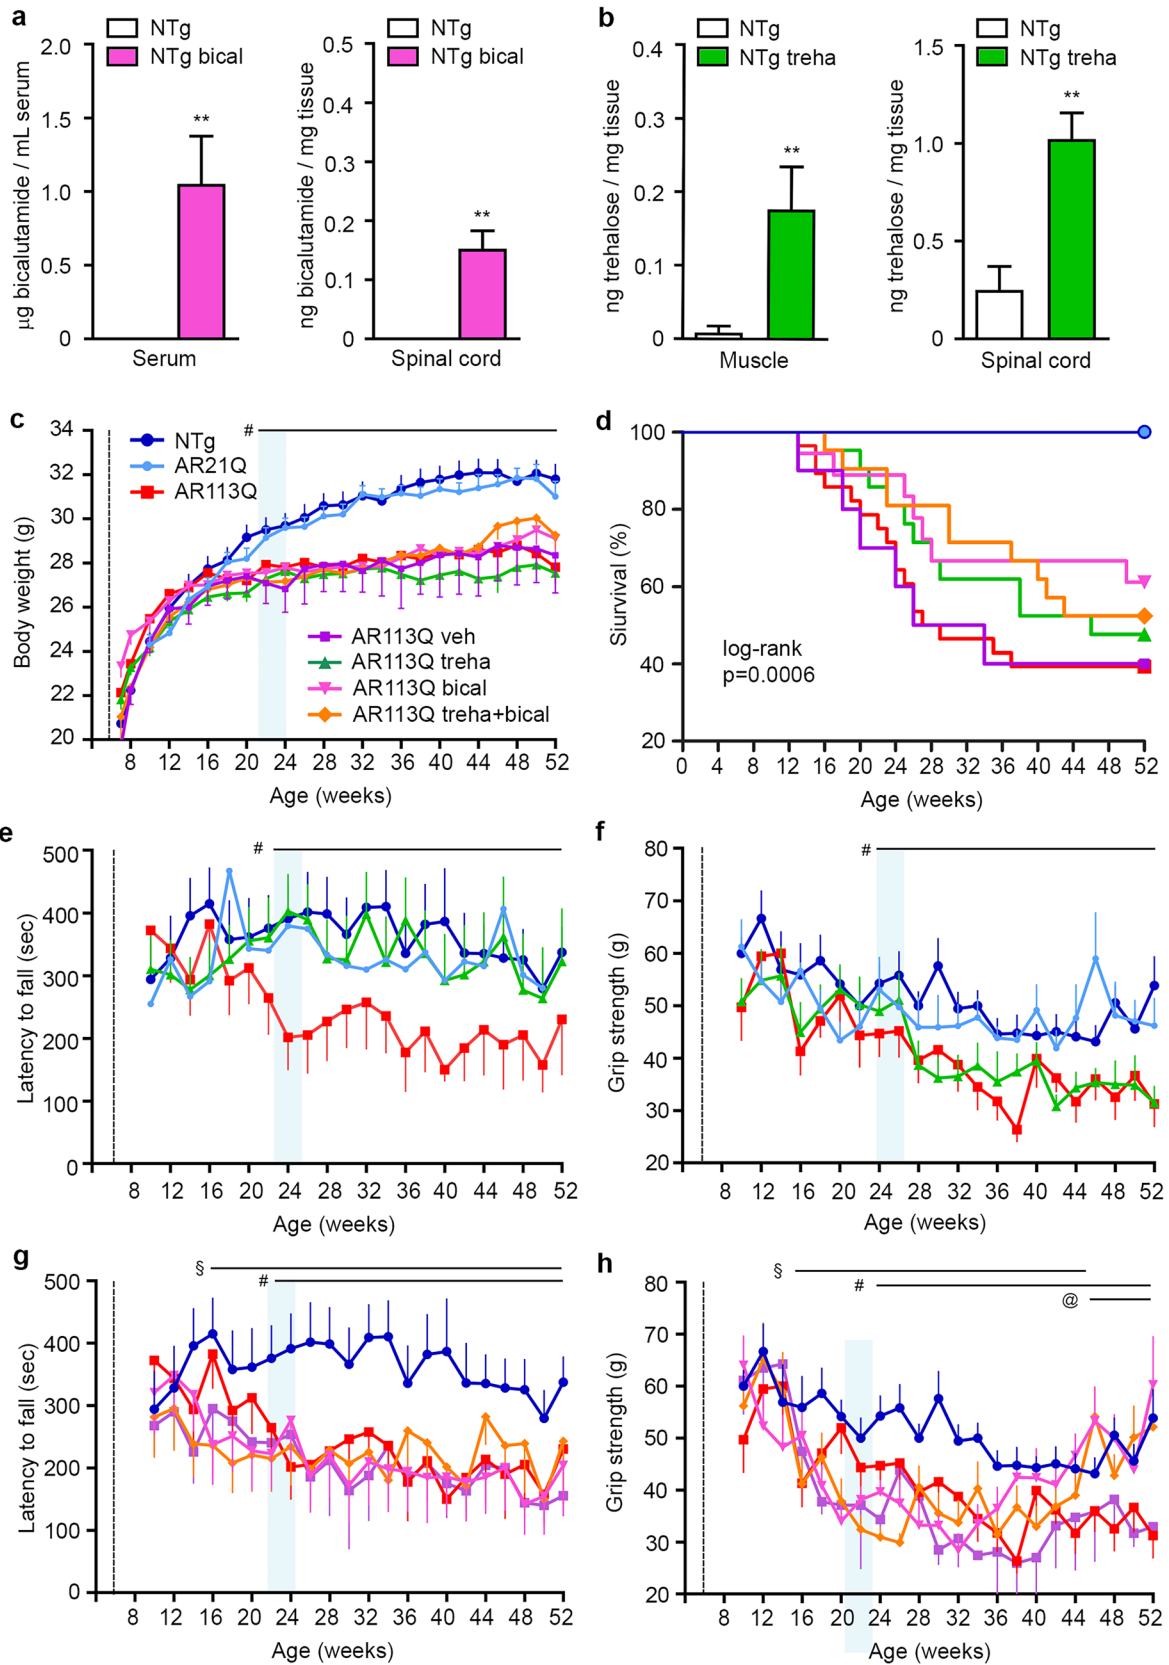 a
NTg
NTg bical
2.0
1.5
1.0
0.5
0
**
µg bicalutamide / mL serum
Serum
NTg
NTg bical
0.5
0.4
0.3
0.2
0.1
0
**
ng bicalutamide / mg tissue
Spinal cord
b
NTg
NTg treha
0.4
0.3
0.2
0.1
0
**
ng trehalose / mg tissue
Muscle
NTg
NTg treha
1.5
1.0
0.5
0
**
ng trehalose / mg tissue
Spinal cord
c
34
32
30
28
26
24
22
20
#
NTg
AR21Q
AR113Q
AR113Q veh
AR113Q treha
AR113Q bical
AR113Q treha+bical
Body weight (g)
8 12 16 20 24 28 32 36 40 44 48 52
Age (weeks)
d
100
80
60
40
20
Siurvival (%)
log-rank
p=0.0006
0 4 8 12 16 20 24 28 32 36 40 44 48 52
Age (weeks)
e
500
400
300
200
100
0
#
Latency to fall (sec)
8 12 16 20 24 28 32 36 40 44 48 52
Age (weeks)
f
80
70
60
50
40
30
20
#
Grip strength (g)
8 12 16 20 24 28 32 36 40 44 48 52
Age (weeks)
g
500
400
300
200
100
0
§
#
Latency to fall (sec)
8 12 16 20 24 28 32 36 40 44 48 52
Age (weeks)
h
80
70
60
50
40
30
20
§
#
@
Grip strength (g)
8 12 16 20 24 28 32 36 40 44 48 52
Age (weeks)